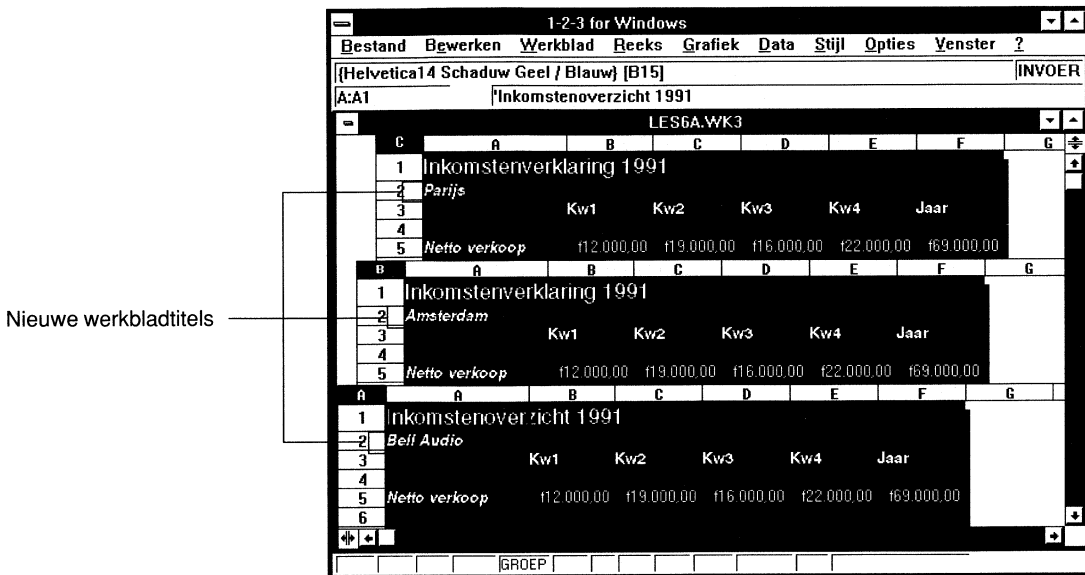 1-2-3 for Windows
Bestand Bewerken Werkblad Reeks Grafiek Data Stijl Opties Venster ?
{Helvetica14 Schaduw Geel / Blauw} [B15] INVOER
A:A1 'Inkomstenoverzicht 1991
LES6A.WK3
C A B C D E F G
1 Inkomstenverklaring 1991
2 Parijs
3 Kw1 Kw2 Kw3 Kw4 Jaar
4
5 Netto verkoop f12.000,00 f19.000,00 f16.000,00 f22.000,00 f69.000,00
B A B C D E F G
1 Inkomstenverklaring 1991
2 Amsterdam
3 Kw1 Kw2 Kw3 Kw4 Jaar
4
5 Netto verkoop f12.000,00 f19.000,00 f16.000,00 f22.000,00 f69.000,00
Nieuwe werkbladtitels
A A B C D E F G
1 Inkomstenoverzicht 1991
2 Bell Audio
3 Kw1 Kw2 Kw3 Kw4 Jaar
4
5 Netto verkoop f12.000,00 f19.000,00 f16.000,00 f22.000,00 f69.000,00
6
GROEP